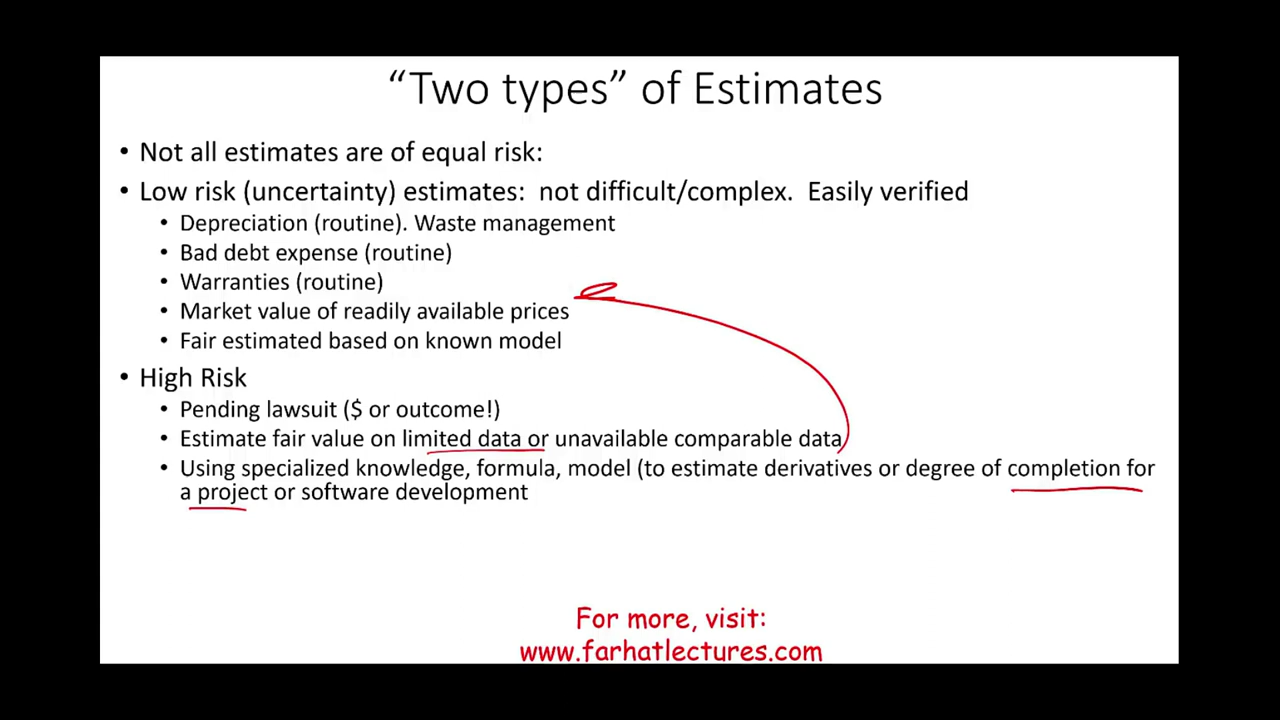 “Two types” of Estimates
• Not all estimates are of equal risk:
• Low risk (uncertainty) estimates: not difficult/complex. Easily verified
• Depreciation (routine). Waste management
• Bad debt expense (routine)
• Warranties (routine)
• Market value of readily available prices
• Fair estimated based on known model
• High Risk
• Pending lawsuit ($ or outcome!)
• Estimate fair value on limited data or unavailable comparable data
• Using specialized knowledge, formula, model (to estimate derivatives or degree of completion for
a project or software development
For more, visit:
www.farhatlectures.com